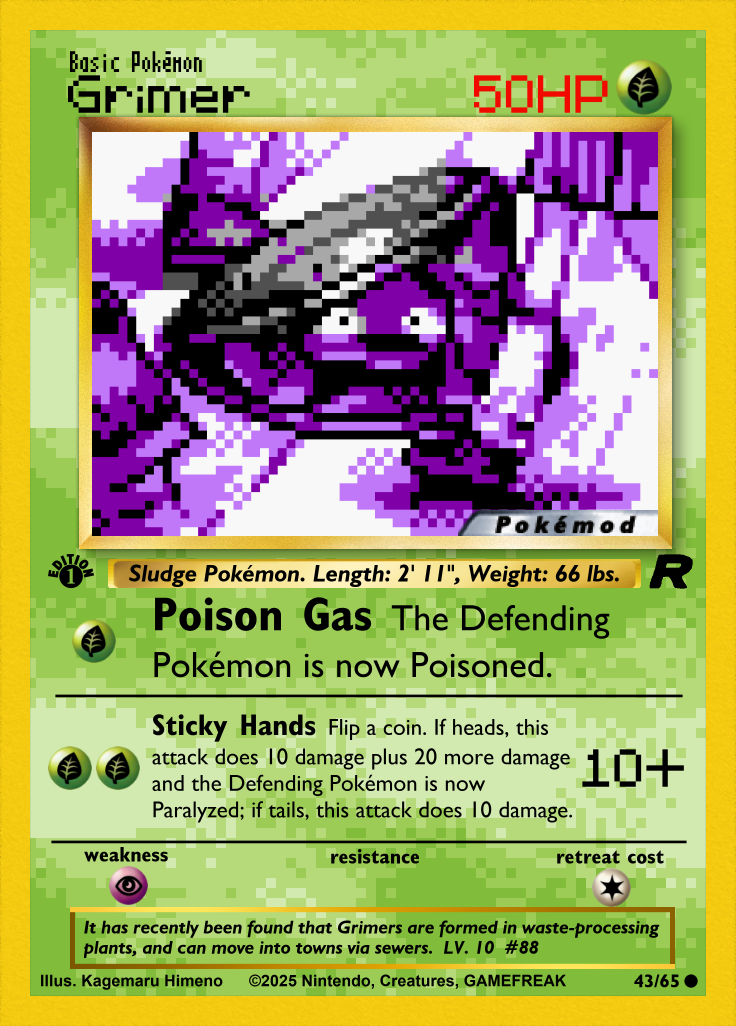 Basic Pokémon
Grimer 50HP
Pokémod
EDITION 1
Sludge Pokémon. Length: 2' 11", Weight: 66 lbs.
R
Poison Gas The Defending
Pokémon is now Poisoned.
Sticky Hands Flip a coin. If heads, this
attack does 10 damage plus 20 more damage
and the Defending Pokémon is now
Paralyzed; if tails, this attack does 10 damage.
10+
weakness resistance retreat cost
It has recently been found that Grimers are formed in waste-processing
plants, and can move into towns via sewers. LV. 10 #88
Illus. Kagemaru Himeno ©2025 Nintendo, Creatures, GAMEFREAK 43/65